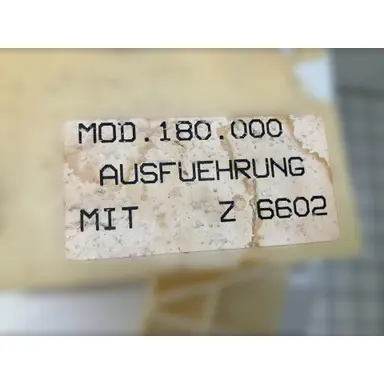 MOD.180.000
AUSFUEHRUNG
MIT Z 6602